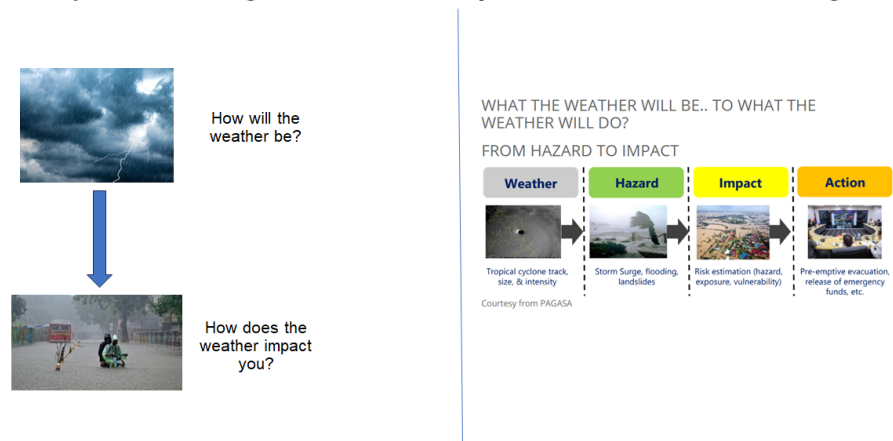 How will the
weather be?
How does the
weather impact
you?
WHAT THE WEATHER WILL BE.. TO WHAT THE
WEATHER WILL DO?
FROM HAZARD TO IMPACT
Weather
Hazard
Impact
Action
Tropical cyclone track,
size, & intensity
Storm Surge, flooding,
landslides
Risk estimation (hazard,
exposure, vulnerability)
Pre-emptive evacuation,
release of emergency
funds, etc.
Courtesy from PAGASA